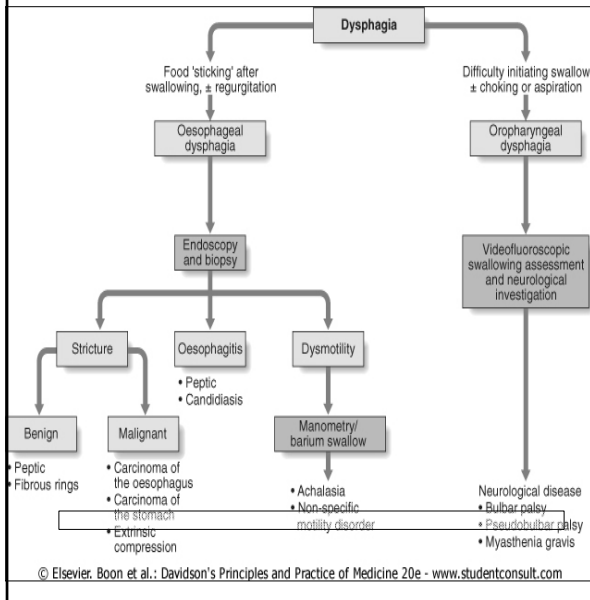 Dysphagia
Food 'sticking' after
swallowing, ± regurgitation
Difficulty initiating swallow
± choking or aspiration
Oesophageal
dysphagia
Oropharyngeal
dysphagia
Endoscopy
and biopsy
Videofluoroscopic
swallowing assessment
and neurological
investigation
Stricture
Oesophagitis
Dysmotility
• Peptic
• Candidiasis
Benign
Malignant
Manometry/
barium swallow
• Peptic
• Fibrous rings
• Carcinoma of
the oesophagus
• Carcinoma of
the stomach
• Extrinsic
compression
• Achalasia
• Non-specific
motility disorder
Neurological disease
• Bulbar palsy
• Pseudobulbar palsy
• Myasthenia gravis
© Elsevier. Boon et al.: Davidson's Principles and Practice of Medicine 20e - www.studentconsult.com